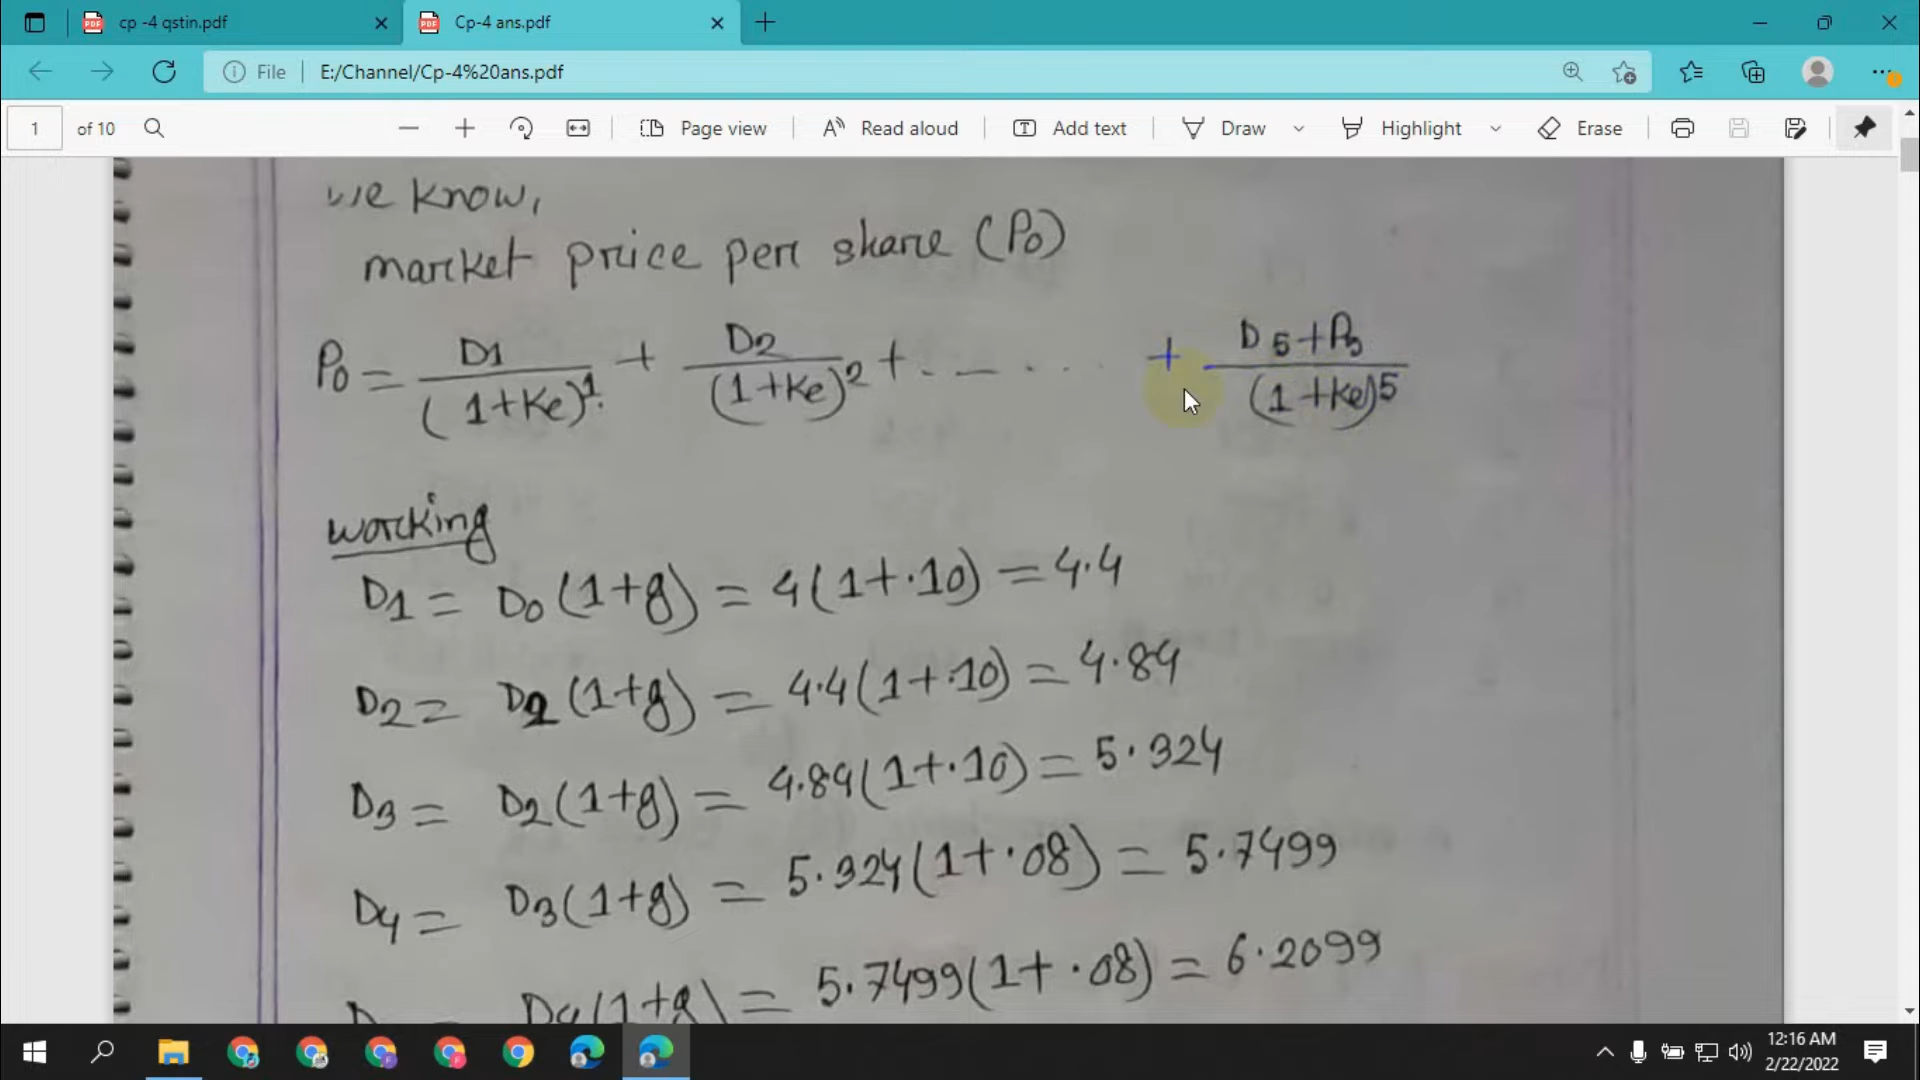 cp -4 qstin.pdf
Cp-4 ans.pdf
File
E:/Channel/Cp-4%20ans.pdf
1 of 10
Page view
Read aloud
Add text
Draw
Highlight
Erase
we know,
market price per share (P0)
P0 = D1/(1+Ke)^1 + D2/(1+Ke)^2 + . _ _ . . . + D5+P5/(1+Ke)^5
working
D1 = D0 (1+g) = 4(1+.10) = 4.4
D2 = D2 (1+g) = 4.4(1+.10) = 4.84
D3 = D2(1+g) = 4.84(1+.10) = 5.324
D4 = D3(1+g) = 5.324(1+.08) = 5.7499
D4(1+g) = 5.7499(1+.08) = 6.2099
12:16 AM
2/22/2022